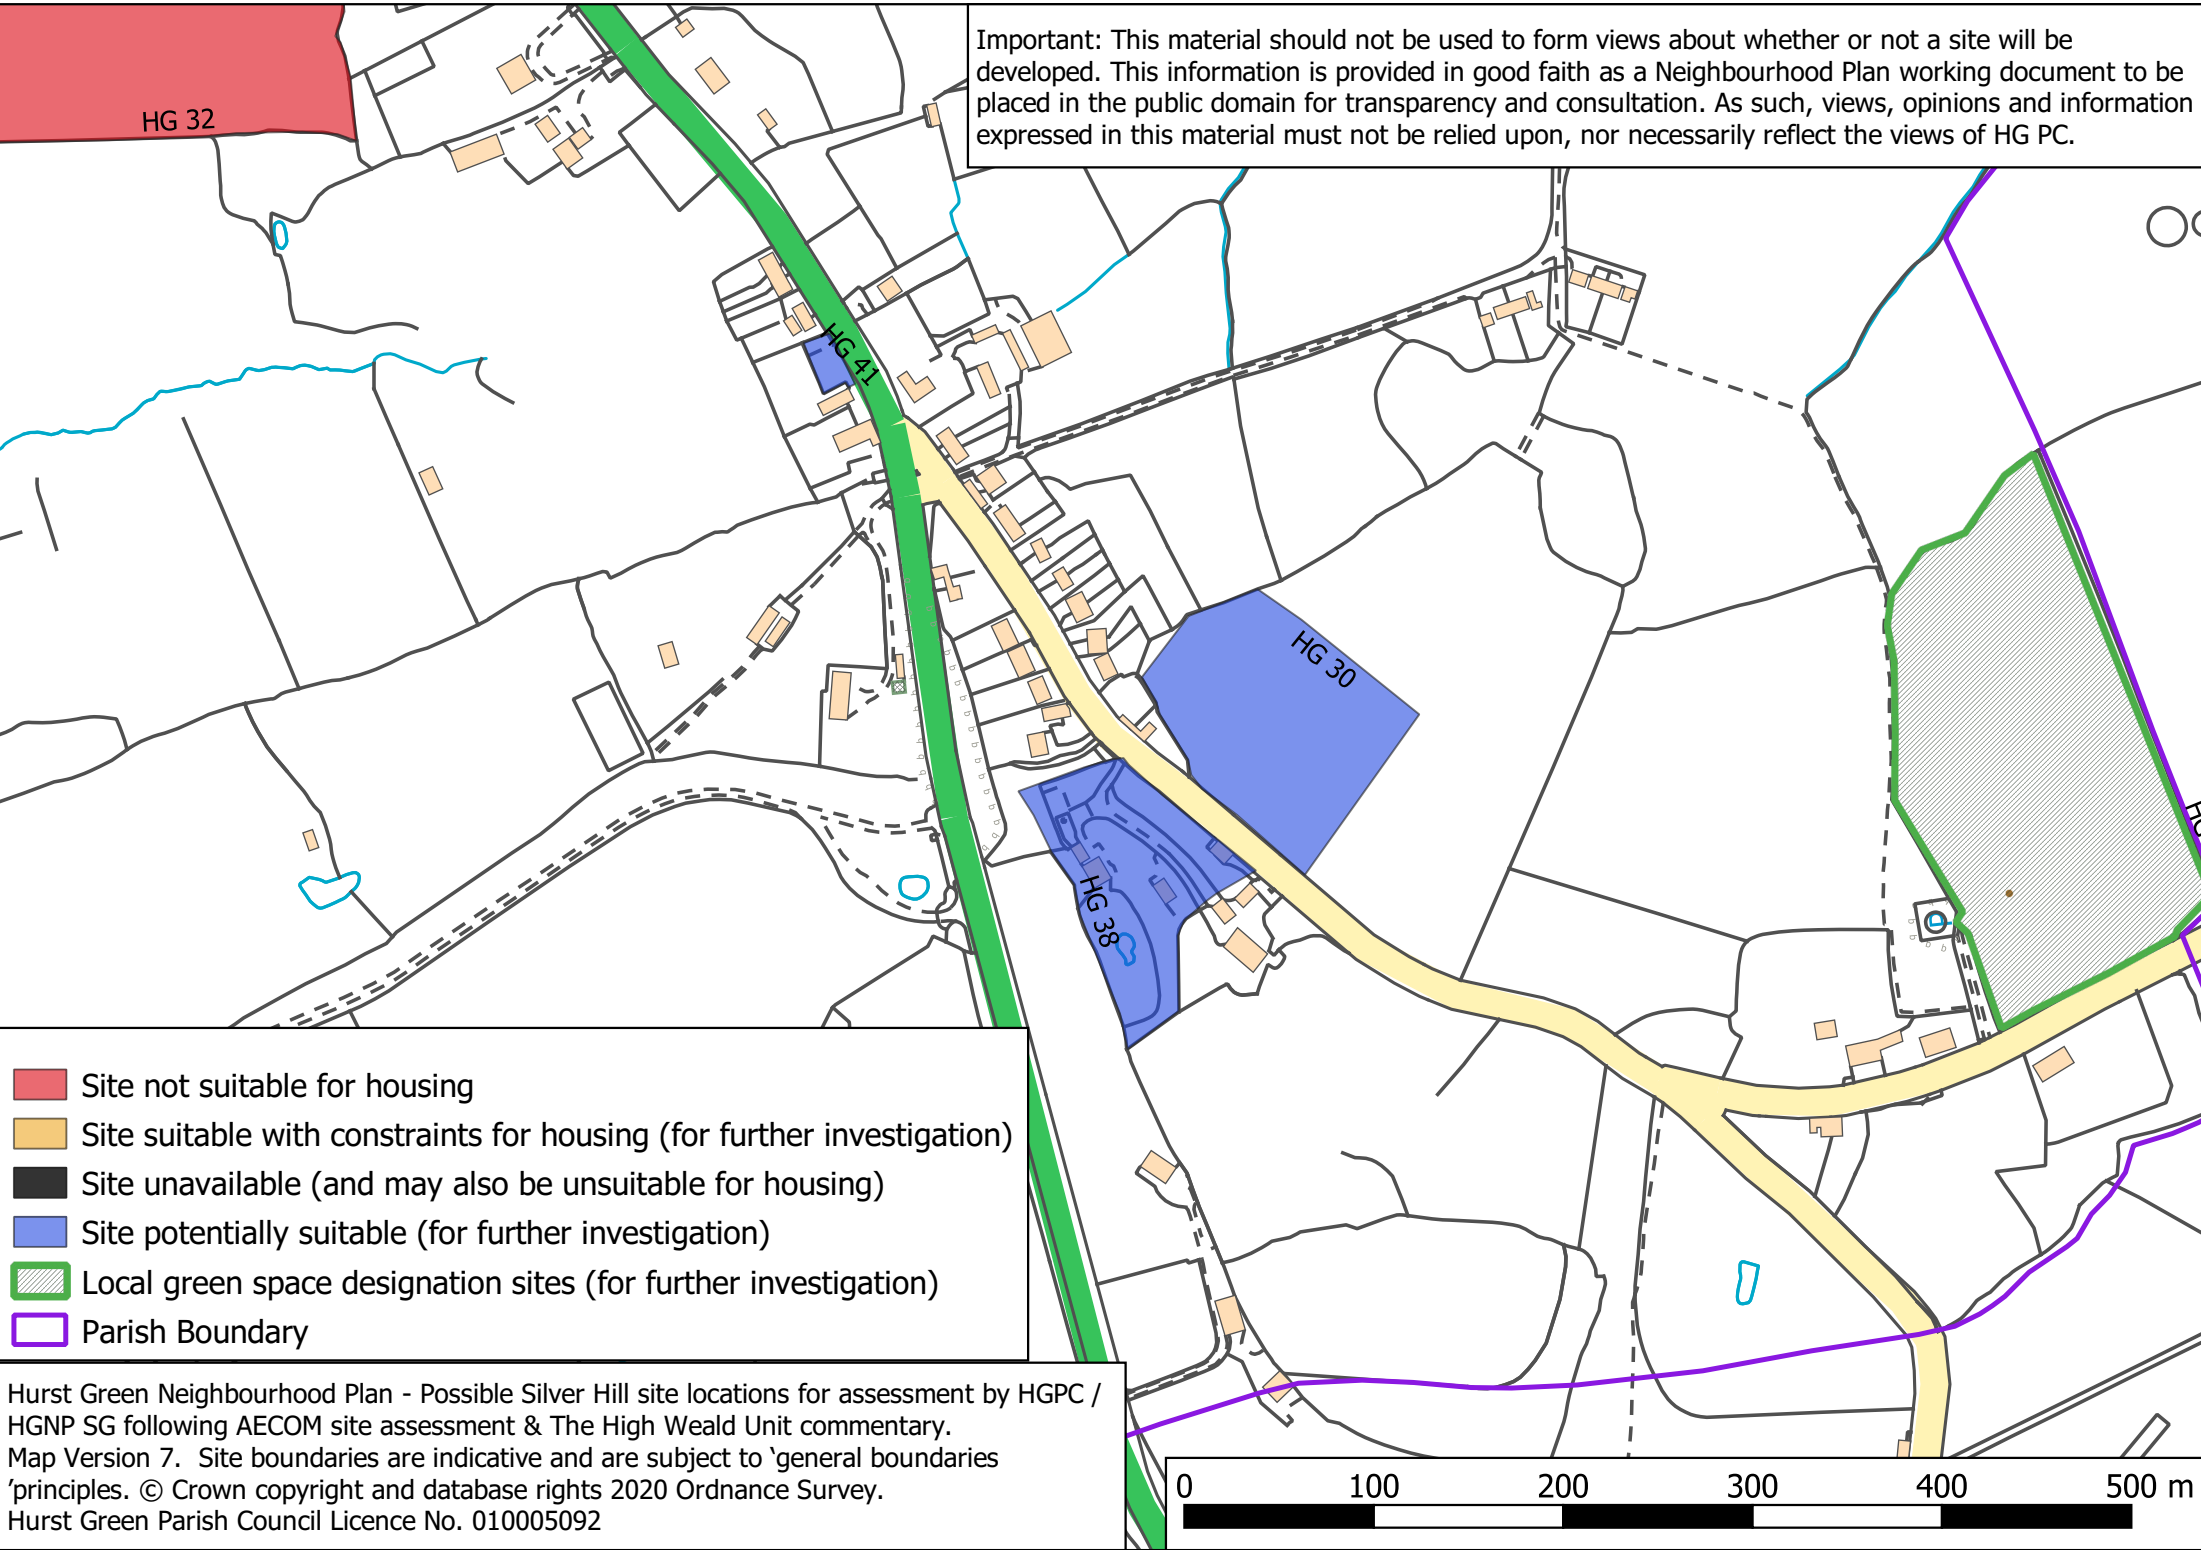 Important: This material should not be used to form views about whether or not a site will be
developed. This information is provided in good faith as a Neighbourhood Plan working document to be
placed in the public domain for transparency and consultation. As such, views, opinions and information
expressed in this material must not be relied upon, nor necessarily reflect the views of HG PC.
HG 32
HG 41
HG 30
HG 38
Site not suitable for housing
Site suitable with constraints for housing (for further investigation)
Site unavailable (and may also be unsuitable for housing)
Site potentially suitable (for further investigation)
Local green space designation sites (for further investigation)
Parish Boundary
Hurst Green Neighbourhood Plan - Possible Silver Hill site locations for assessment by HGPC /
HGNP SG following AECOM site assessment & The High Weald Unit commentary.
Map Version 7.  Site boundaries are indicative and are subject to ‘general boundaries
’principles. © Crown copyright and database rights 2020 Ordnance Survey.
Hurst Green Parish Council Licence No. 010005092
0 100 200 300 400 500 m